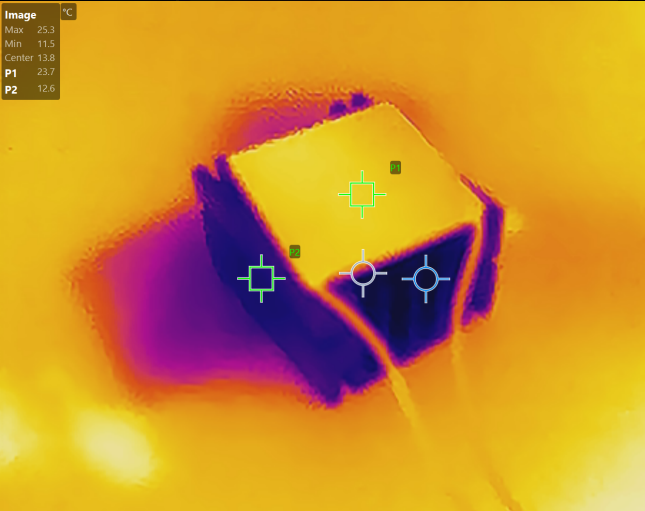 Image °C
Max 25.3
Min 11.5
Center 13.8
P1 23.7
P2 12.6
P1
P2